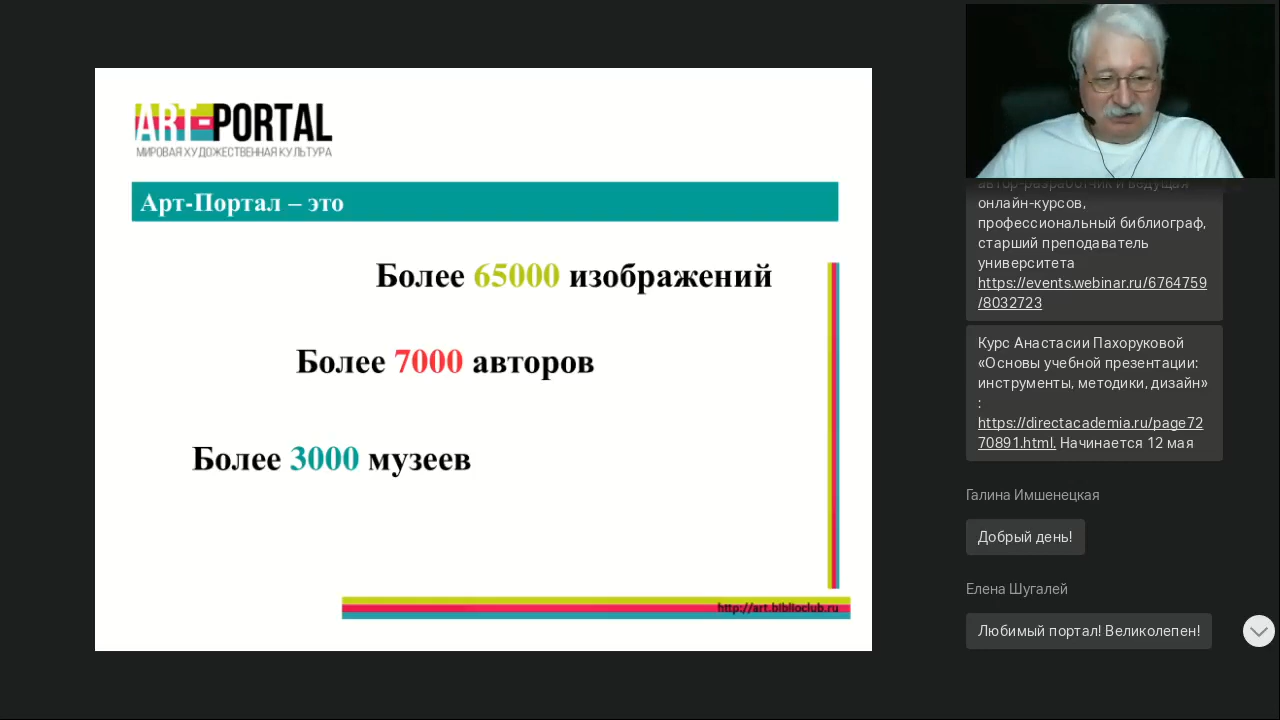 ART-PORTAL
МИРОВАЯ ХУДОЖЕСТВЕННАЯ КУЛЬТУРА
Арт-Портал – это
Более 65000 изображений
Более 7000 авторов
Более 3000 музеев
http://art.biblioclub.ru
автор-разработчик и ведущая
онлайн-курсов,
профессиональный библиограф,
старший преподаватель
университета
https://events.webinar.ru/6764759
/8032723
Курс Анастасии Пахоруковой
«Основы учебной презентации:
инструменты, методики, дизайн»
:
https://directacademia.ru/page72
70891.html. Начинается 12 мая
Галина Имшенецкая
Добрый день!
Елена Шугалей
Любимый портал! Великолепен!